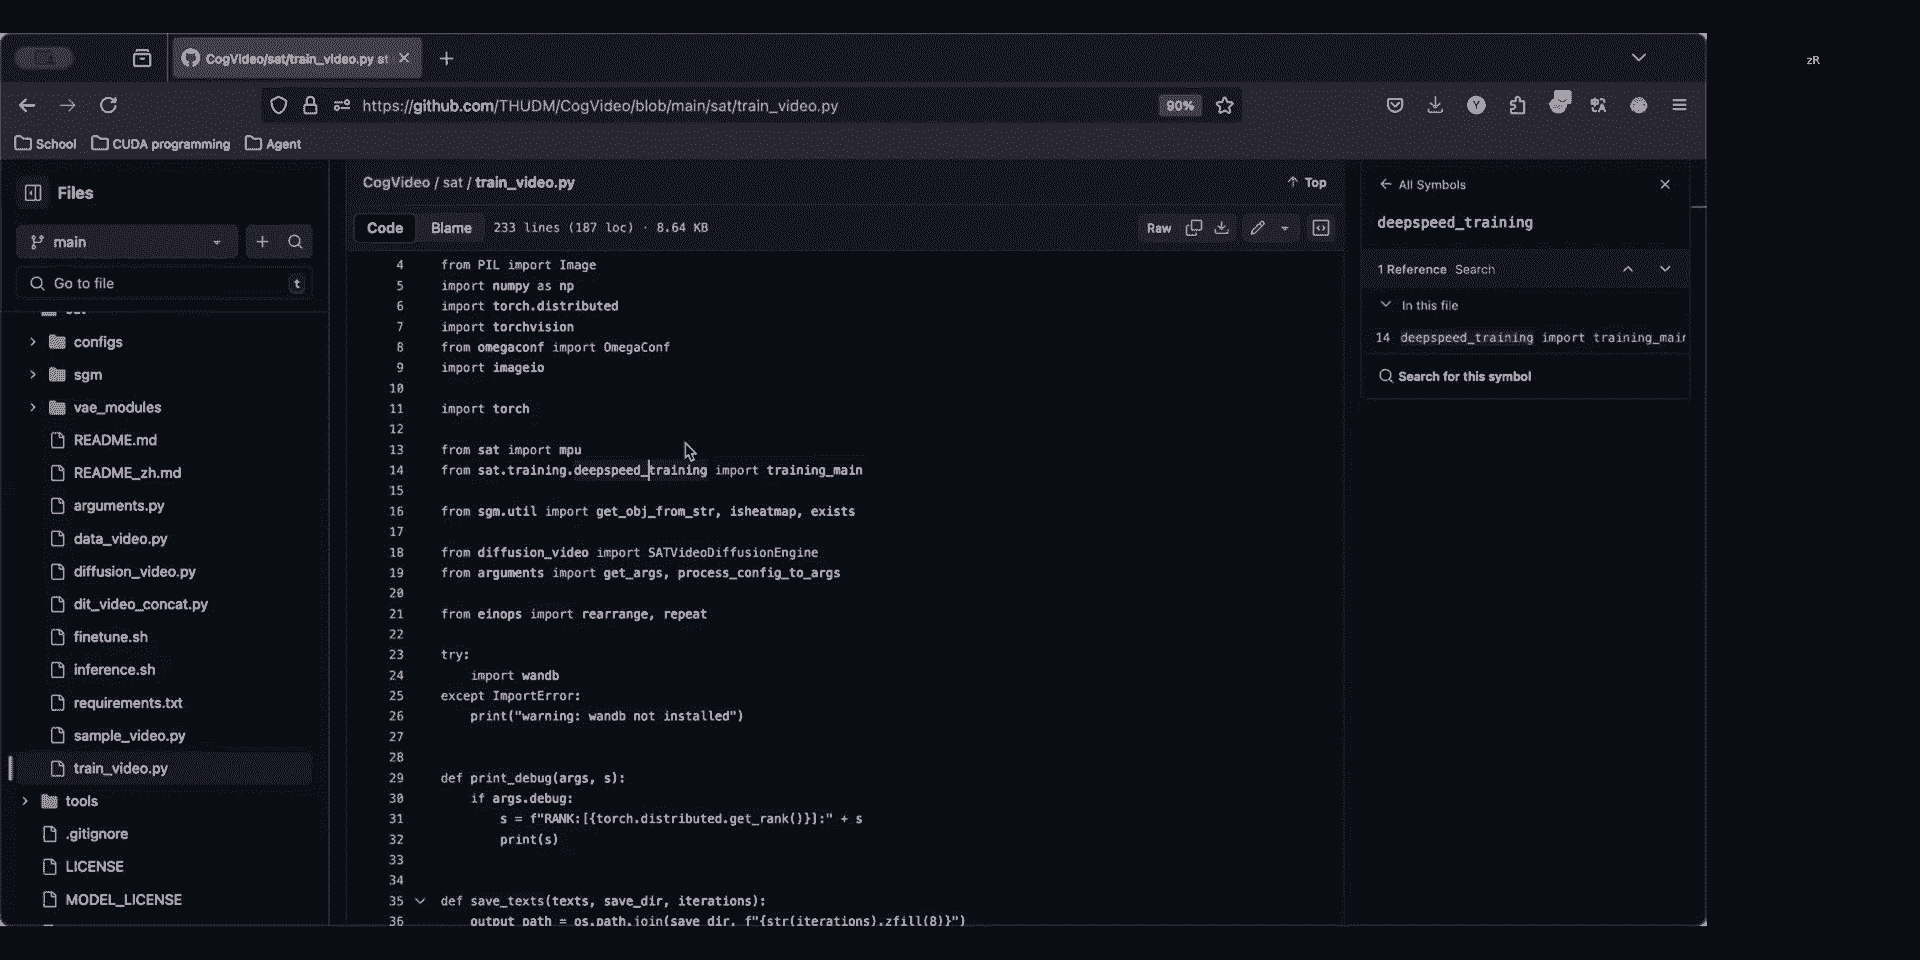 CogVideo/sat/train_video.py at
zR
https://github.com/THUDM/CogVideo/blob/main/sat/train_video.py
90%
Y
School
CUDA programming
Agent
Files
main
Go to file
t
configs
sgm
vae_modules
README.md
README_zh.md
arguments.py
data_video.py
diffusion_video.py
dit_video_concat.py
finetune.sh
inference.sh
requirements.txt
sample_video.py
train_video.py
tools
.gitignore
LICENSE
MODEL_LICENSE
CogVideo / sat / train_video.py
Top
Code
Blame
233 lines (187 loc) · 8.64 KB
Raw
4 from PIL import Image
5 import numpy as np
6 import torch.distributed
7 import torchvision
8 from omegaconf import OmegaConf
9 import imageio
10
11 import torch
12
13 from sat import mpu
14 from sat.training.deepspeed_training import training_main
15
16 from sgm.util import get_obj_from_str, isheatmap, exists
17
18 from diffusion_video import SATVideoDiffusionEngine
19 from arguments import get_args, process_config_to_args
20
21 from einops import rearrange, repeat
22
23 try:
24 import wandb
25 except ImportError:
26 print("warning: wandb not installed")
27
28
29 def print_debug(args, s):
30 if args.debug:
31 s = f"RANK:[{torch.distributed.get_rank()}]:" + s
32 print(s)
33
34
35 def save_texts(texts, save_dir, iterations):
36 output_path = os.path.join(save_dir, f"{str(iterations).zfill(8)}")
All Symbols
deepspeed_training
1 Reference Search
In this file
14 deepspeed_training import training_main
Search for this symbol